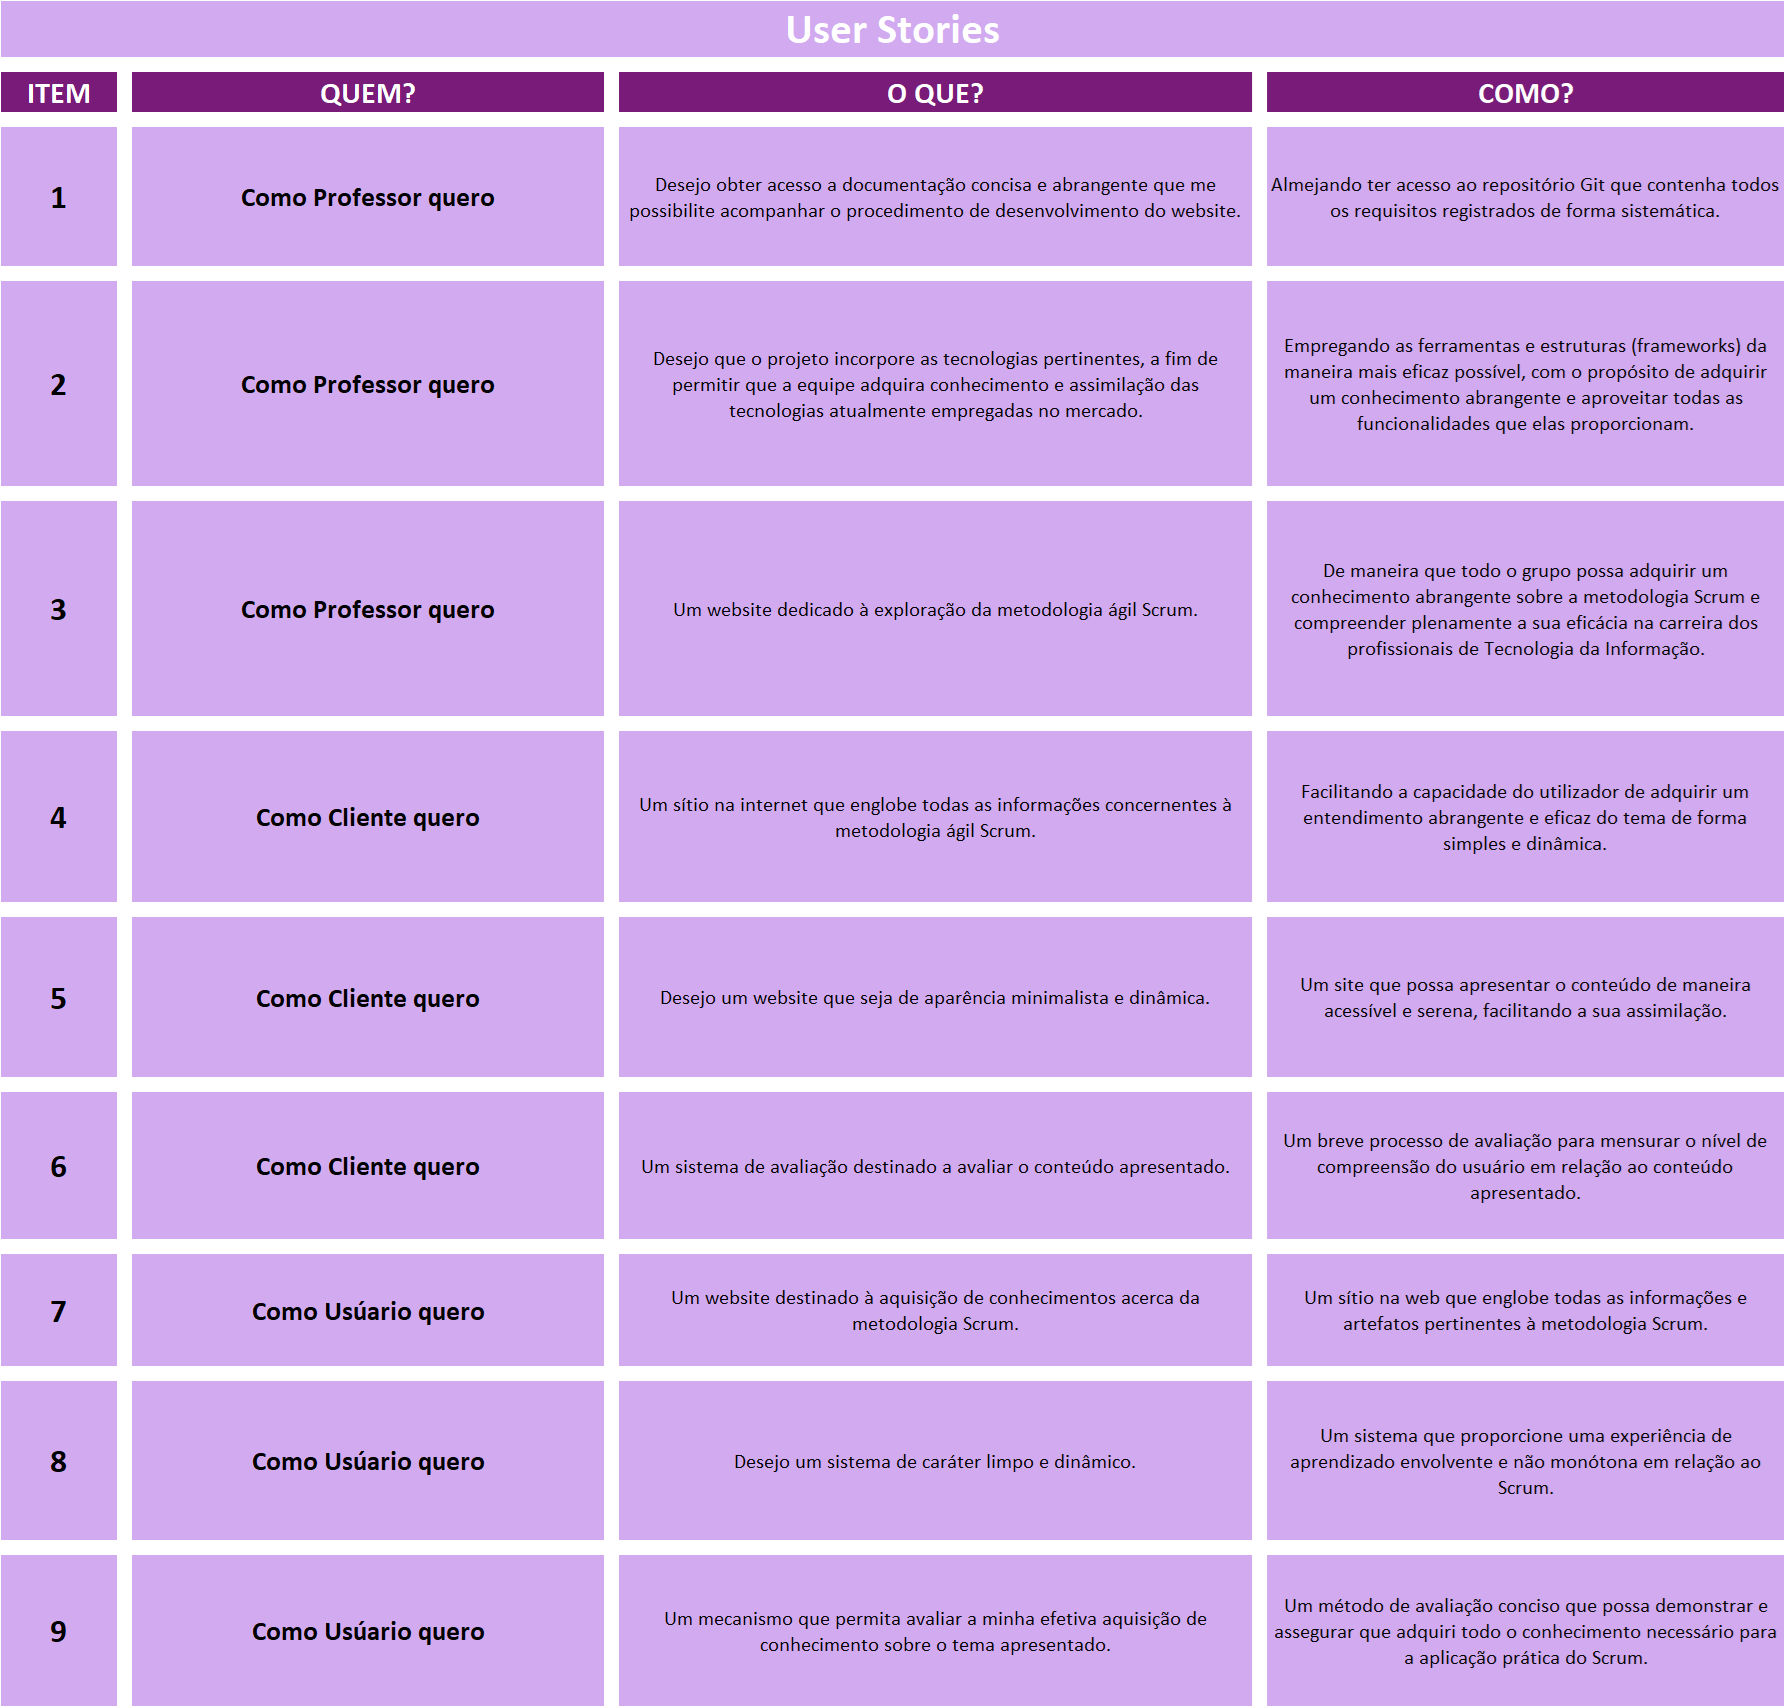 User Stories
ITEM
QUEM?
O QUE?
COMO?
1
Como Professor quero
Desejo obter acesso a documentação concisa e abrangente que me
possibilite acompanhar o procedimento de desenvolvimento do website.
Almejando ter acesso ao repositório Git que contenha todos
os requisitos registrados de forma sistemática.
2
Como Professor quero
Desejo que o projeto incorpore as tecnologias pertinentes, a fim de
permitir que a equipe adquira conhecimento e assimilação das
tecnologias atualmente empregadas no mercado.
Empregando as ferramentas e estruturas (frameworks) da
maneira mais eficaz possível, com o propósito de adquirir
um conhecimento abrangente e aproveitar todas as
funcionalidades que elas proporcionam.
3
Como Professor quero
Um website dedicado à exploração da metodologia ágil Scrum.
De maneira que todo o grupo possa adquirir um
conhecimento abrangente sobre a metodologia Scrum e
compreender plenamente a sua eficácia na carreira dos
profissionais de Tecnologia da Informação.
4
Como Cliente quero
Um sítio na internet que englobe todas as informações concernentes à
metodologia ágil Scrum.
Facilitando a capacidade do utilizador de adquirir um
entendimento abrangente e eficaz do tema de forma
simples e dinâmica.
5
Como Cliente quero
Desejo um website que seja de aparência minimalista e dinâmica.
Um site que possa apresentar o conteúdo de maneira
acessível e serena, facilitando a sua assimilação.
6
Como Cliente quero
Um sistema de avaliação destinado a avaliar o conteúdo apresentado.
Um breve processo de avaliação para mensurar o nível de
compreensão do usuário em relação ao conteúdo
apresentado.
7
Como Usúario quero
Um website destinado à aquisição de conhecimentos acerca da
metodologia Scrum.
Um sítio na web que englobe todas as informações e
artefatos pertinentes à metodologia Scrum.
8
Como Usúario quero
Desejo um sistema de caráter limpo e dinâmico.
Um sistema que proporcione uma experiência de
aprendizado envolvente e não monótona em relação ao
Scrum.
9
Como Usúario quero
Um mecanismo que permita avaliar a minha efetiva aquisição de
conhecimento sobre o tema apresentado.
Um método de avaliação conciso que possa demonstrar e
assegurar que adquiri todo o conhecimento necessário para
a aplicação prática do Scrum.